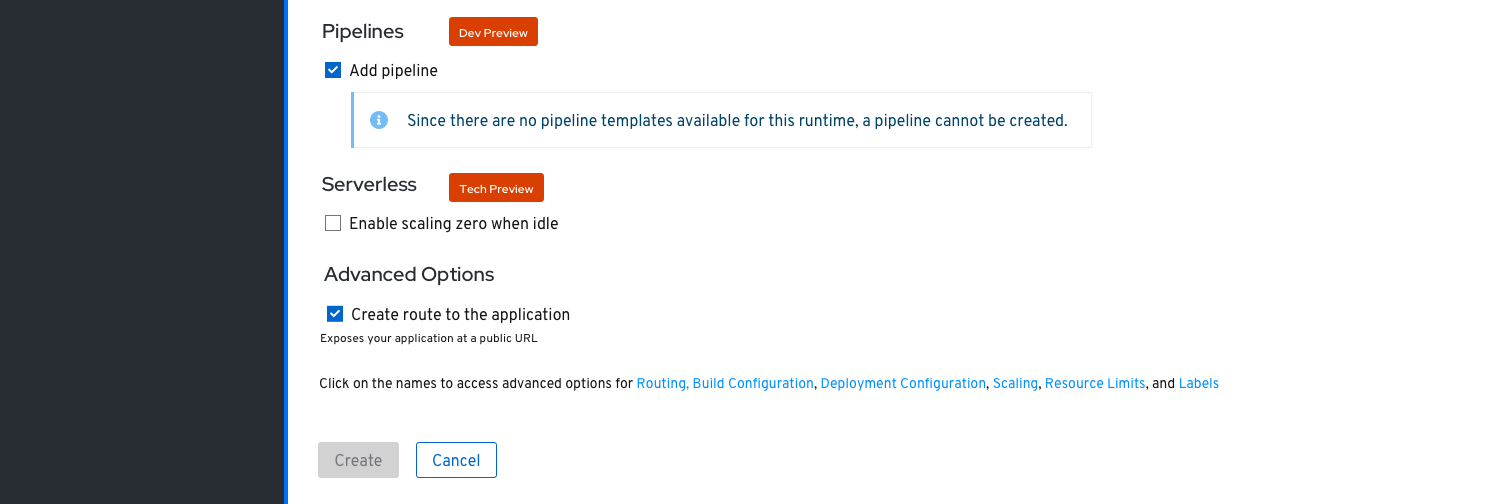 Pipelines Dev Preview
Add pipeline
Since there are no pipeline templates available for this runtime, a pipeline cannot be created.
Serverless Tech Preview
Enable scaling zero when idle
Advanced Options
Create route to the application
Exposes your application at a public URL
Click on the names to access advanced options for Routing, Build Configuration, Deployment Configuration, Scaling, Resource Limits, and Labels
Create Cancel